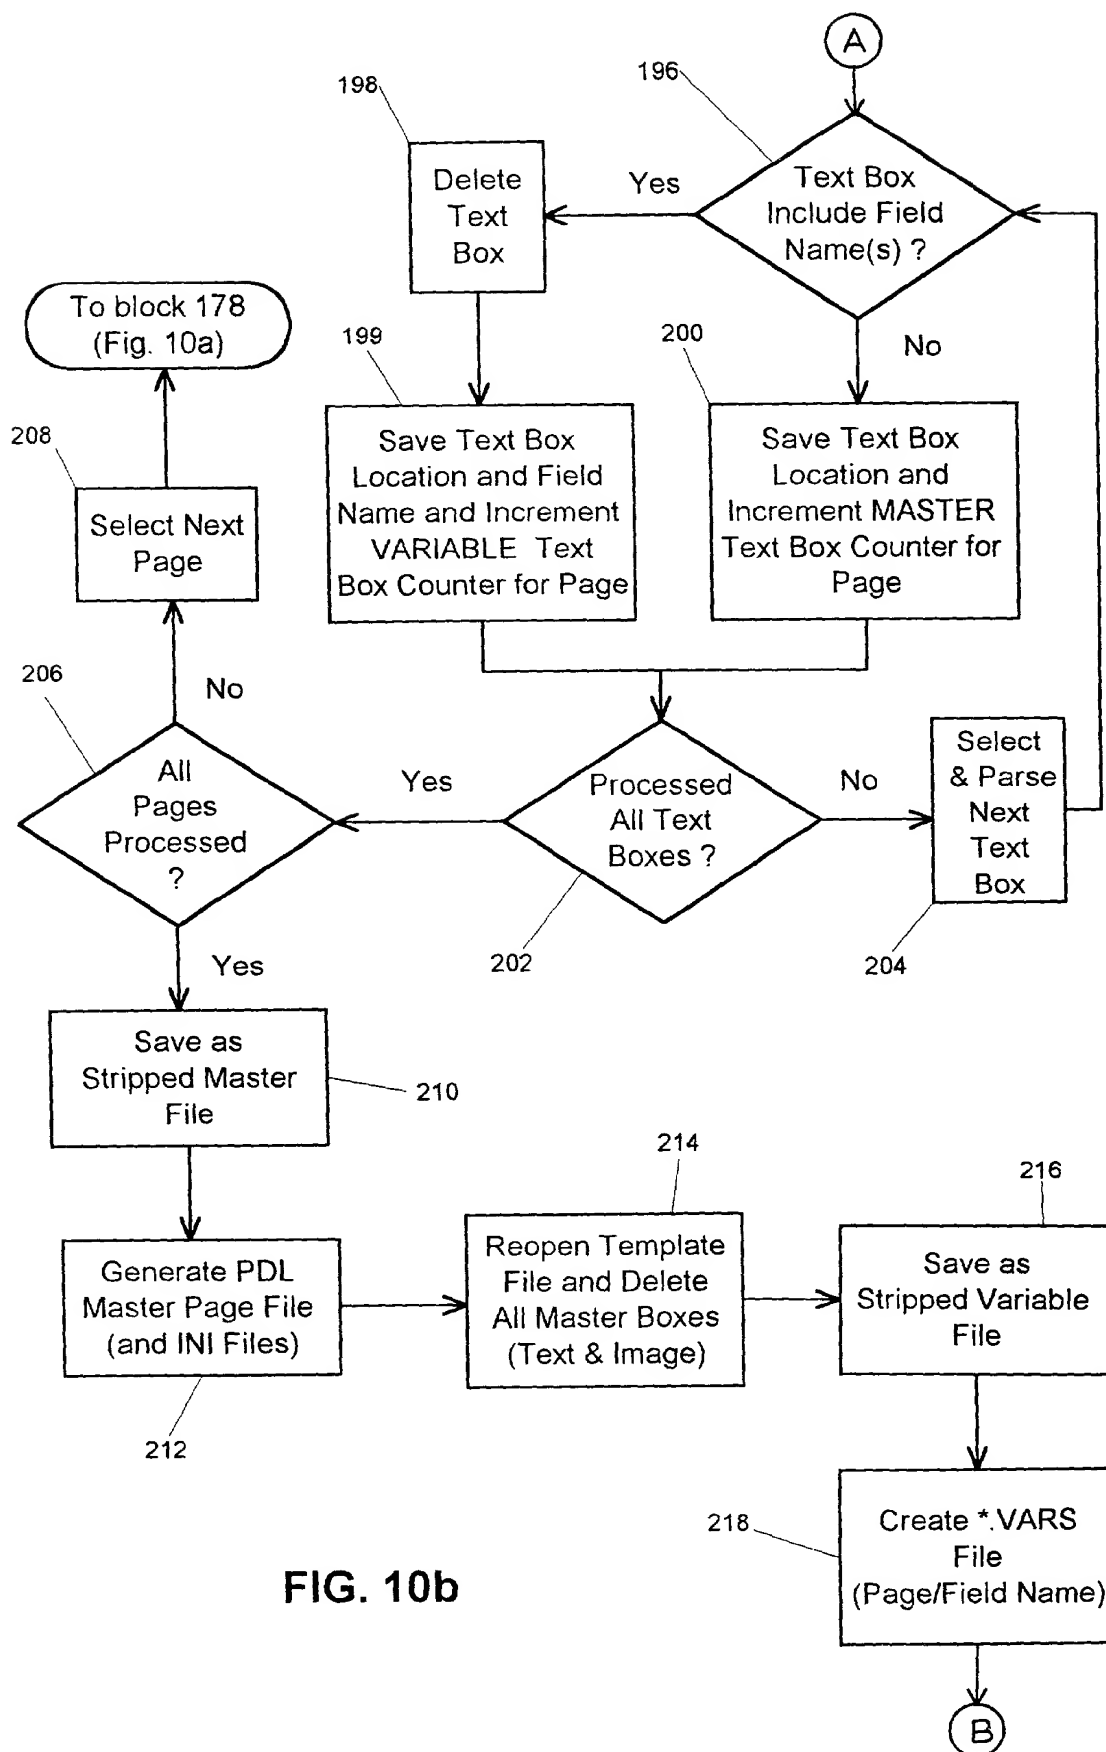 A
196
Text Box
Include Field
Name(s) ?
Yes
No
198
Delete
Text
Box
To block 178
(Fig. 10a)
199
Save Text Box
Location and Field
Name and Increment
VARIABLE Text
Box Counter for Page
200
Save Text Box
Location and
Increment MASTER
Text Box Counter for
Page
208
Select Next
Page
206
No
All
Pages
Processed
?
Yes
Processed
All Text
Boxes ?
No
202
Select
& Parse
Next
Text
Box
204
Yes
Save as
Stripped Master
File
210
Generate PDL
Master Page File
(and INI Files)
212
214
Reopen Template
File and Delete
All Master Boxes
(Text & Image)
216
Save as
Stripped Variable
File
218
Create *.VARS
File
(Page/Field Name)
B
FIG. 10b